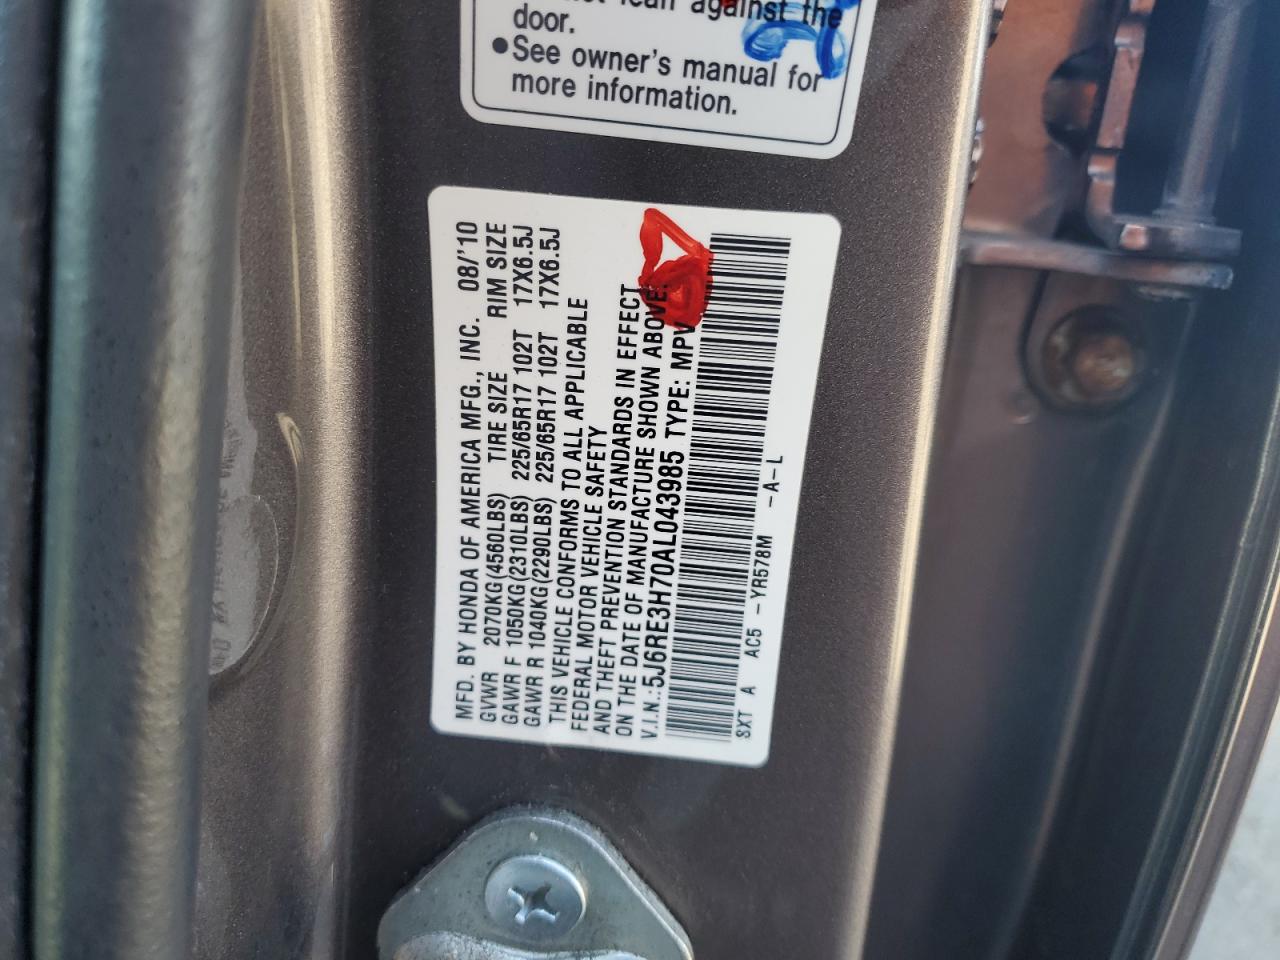 lean against the
door.
●See owner's manual for
more information.
MFD. BY HONDA OF AMERICA MFG., INC. 08/'10
GVWR 2070KG(4560LBS) TIRE SIZE RIM SIZE
GAWR F 1050KG(2310LBS) 225/65R17 102T 17X6.5J
GAWR R 1040KG(2290LBS) 225/65R17 102T 17X6.5J
THIS VEHICLE CONFORMS TO ALL APPLICABLE
FEDERAL MOTOR VEHICLE SAFETY
AND THEFT PREVENTION STANDARDS IN EFFECT
ON THE DATE OF MANUFACTURE SHOWN ABOVE.
V.I.N.:5J6RE3H70AL043985 TYPE: MPV
SXT A AC5 -YR578M -A-L